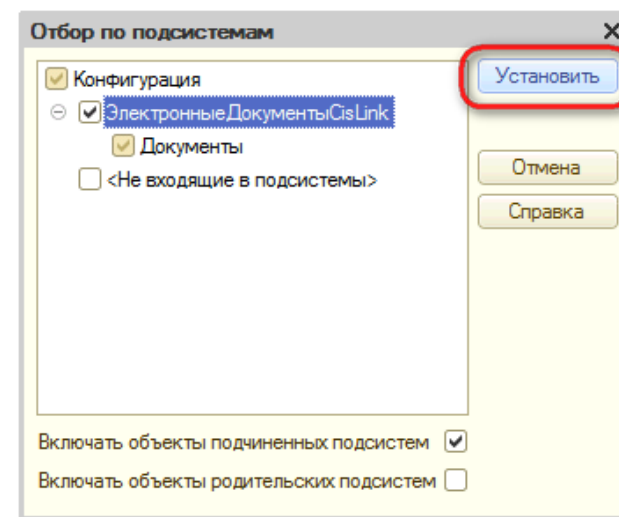 Отбор по подсистемам
Конфигурация
Установить
ЭлектронныеДокументыCisLink
Документы
Отмена
<Не входящие в подсистемы>
Справка
Включать объекты подчиненных подсистем
Включать объекты родительских подсистем